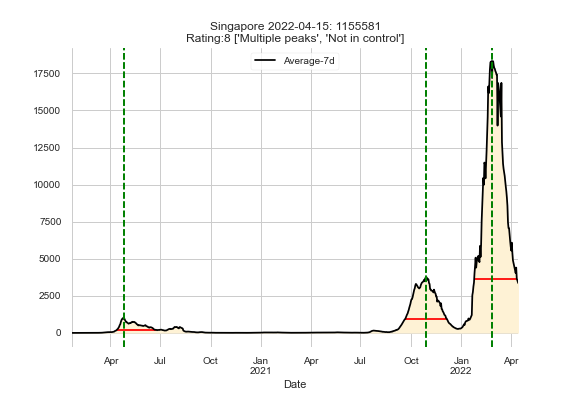 Singapore 2022-04-15: 1155581
Rating:8 ['Multiple peaks', 'Not in control']
Average-7d
17500
15000
12500
10000
7500
5000
2500
0
Apr Jul Oct Jan Apr Jul Oct Jan Apr
2021 2022
Date